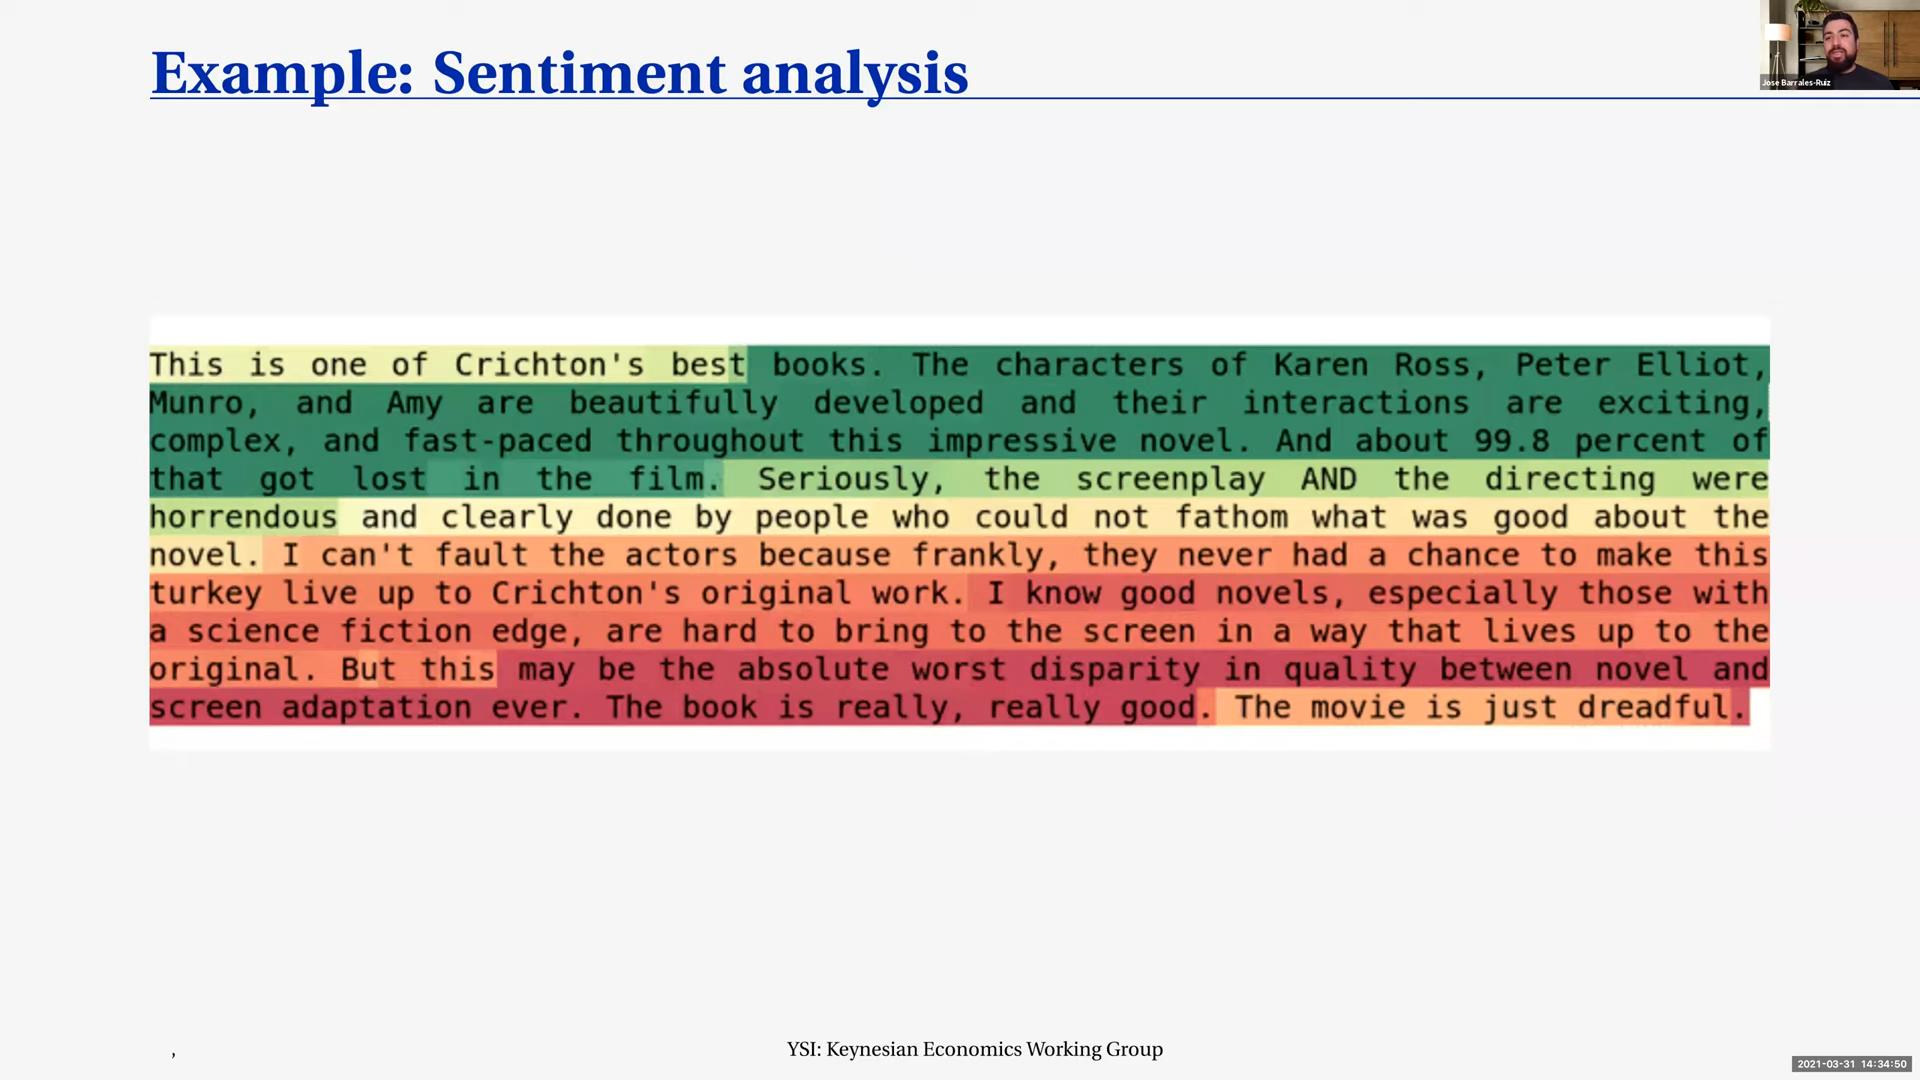 Example: Sentiment analysis
Jose Barrales-Ruiz
This is one of Crichton's best books. The characters of Karen Ross, Peter Elliot,
Munro, and Amy are beautifully developed and their interactions are exciting,
complex, and fast-paced throughout this impressive novel. And about 99.8 percent of
that got lost in the film. Seriously, the screenplay AND the directing were
horrendous and clearly done by people who could not fathom what was good about the
novel. I can't fault the actors because frankly, they never had a chance to make this
turkey live up to Crichton's original work. I know good novels, especially those with
a science fiction edge, are hard to bring to the screen in a way that lives up to the
original. But this may be the absolute worst disparity in quality between novel and
screen adaptation ever. The book is really, really good. The movie is just dreadful.
,
YSI: Keynesian Economics Working Group
2021-03-31 14:34:50